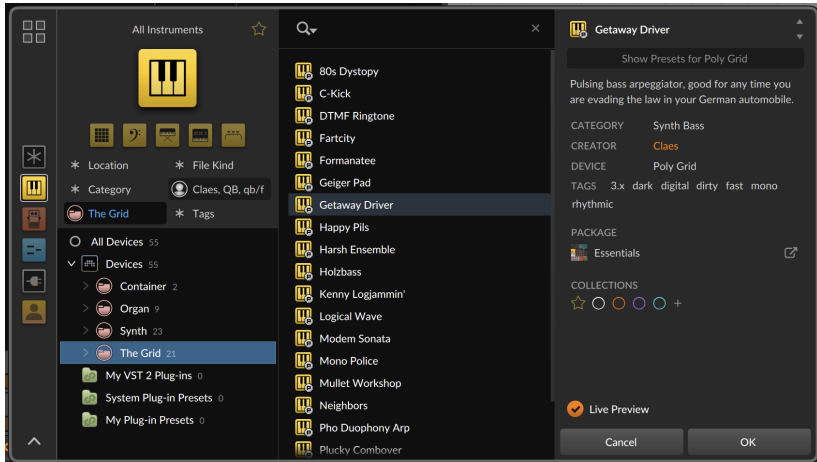 All Instruments
Location
File Kind
Category
Claes, QB, qb/f
The Grid
Tags
All Devices 55
Devices 55
Container 2
Organ 9
Synth 23
The Grid 21
My VST 2 Plug-ins 0
System Plug-in Presets 0
My Plug-in Presets 0
80s Dystopy
C-Kick
DTMF Ringtone
Fartcity
Formanatee
Geiger Pad
Getaway Driver
Happy Pils
Harsh Ensemble
Holzbass
Kenny Logjammin'
Logical Wave
Modem Sonata
Mono Police
Mullet Workshop
Neighbors
Pho Duophony Arp
Plucky Combover
Getaway Driver
Show Presets for Poly Grid
Pulsing bass arpeggiator, good for any time you
are evading the law in your German automobile.
CATEGORY Synth Bass
CREATOR Claes
DEVICE Poly Grid
TAGS 3.x dark digital dirty fast mono
rhythmic
PACKAGE
Essentials
COLLECTIONS
Live Preview
Cancel
OK